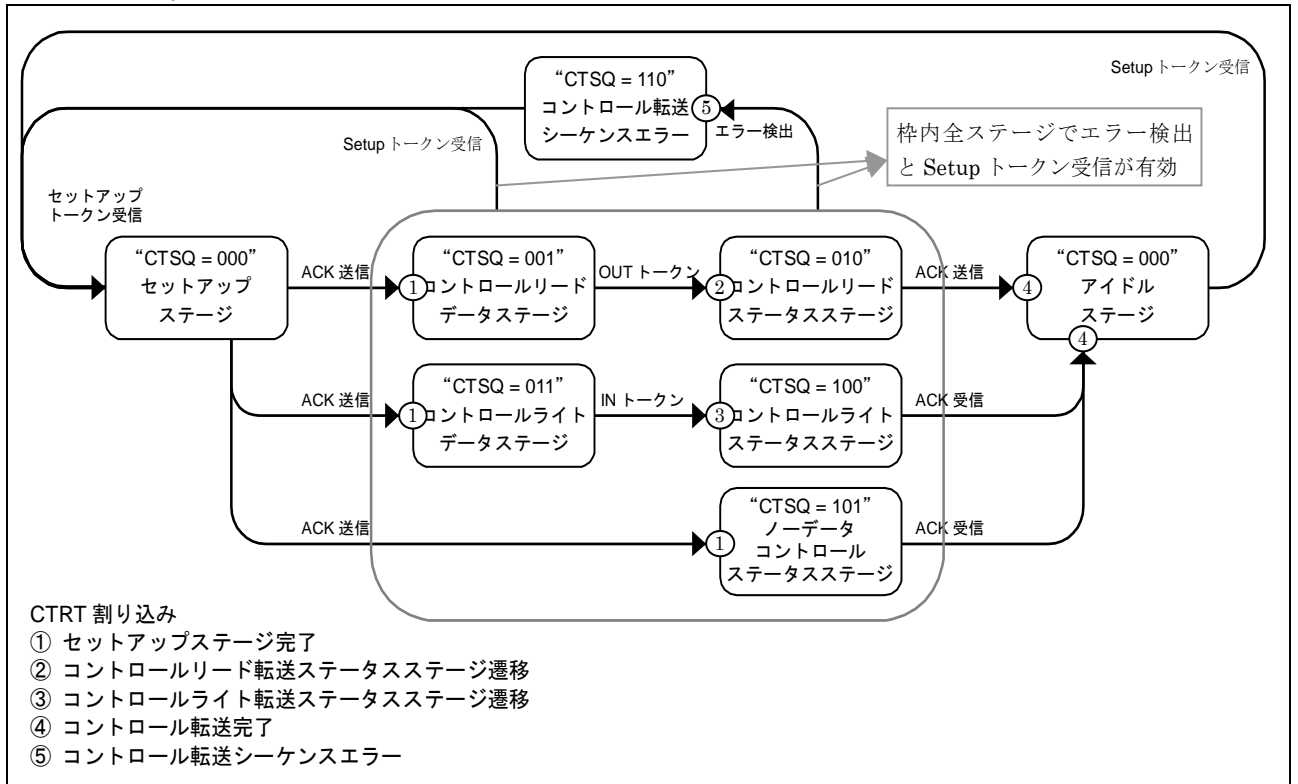 Setup トークン受信
“CTSQ = 110”
コントロール転送
シーケンスエラー
⑤
エラー検出
Setup トークン受信
枠内全ステージでエラー検出
と Setup トークン受信が有効
セットアップ
トークン受信
“CTSQ = 000”
セットアップ
ステージ
ACK 送信
①
“CTSQ = 001”
コントロールリード
データステージ
OUT トークン
②
“CTSQ = 010”
コントロールリード
ステータスステージ
ACK 送信
④
“CTSQ = 000”
アイドル
ステージ
④
ACK 送信
①
“CTSQ = 011”
コントロールライト
データステージ
IN トークン
③
“CTSQ = 100”
コントロールライト
ステータスステージ
ACK 受信
ACK 送信
①
“CTSQ = 101”
ノーデータ
コントロール
ステータスステージ
ACK 受信
CTRT 割り込み
① セットアップステージ完了
② コントロールリード転送ステータスステージ遷移
③ コントロールライト転送ステータスステージ遷移
④ コントロール転送完了
⑤ コントロール転送シーケンスエラー